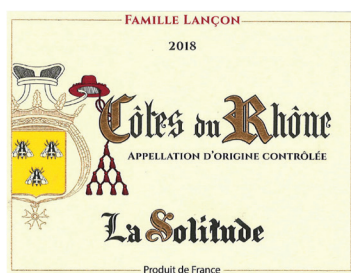 FAMILLE LANÇON
2018
Côtes du Rhône
APPELLATION D'ORIGINE CONTRÔLÉE
La Solitude
Produit de France